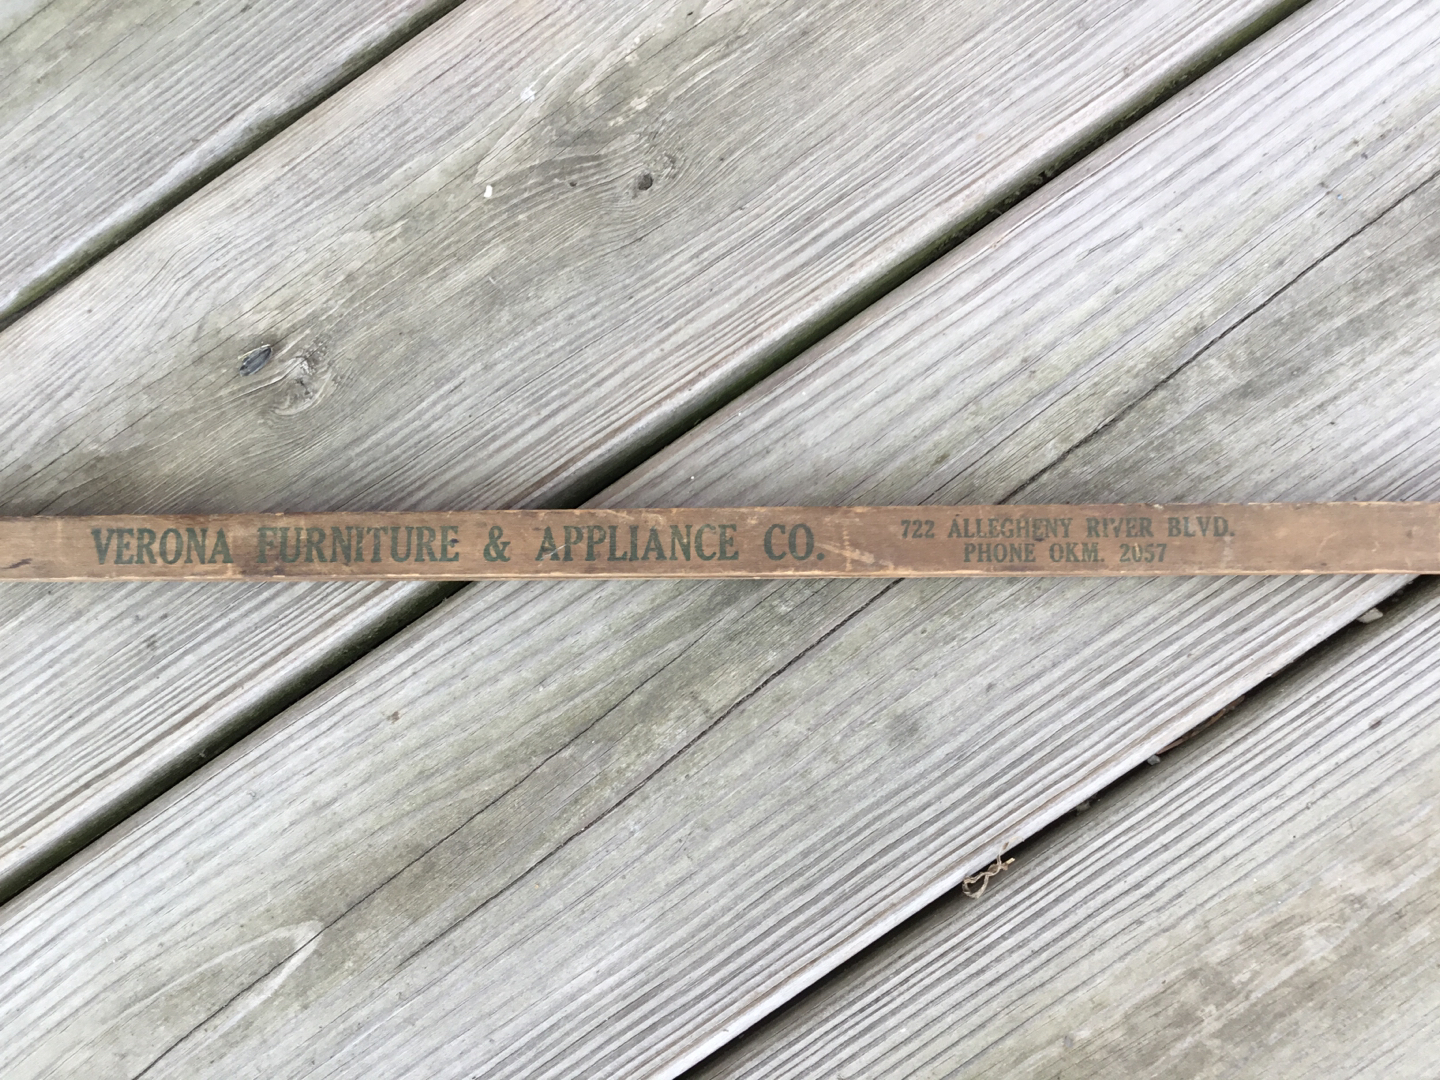 VERONA FURNITURE & APPLIANCE CO.
722 ALLEGHENY RIVER BLVD.
PHONE OKM. 2057